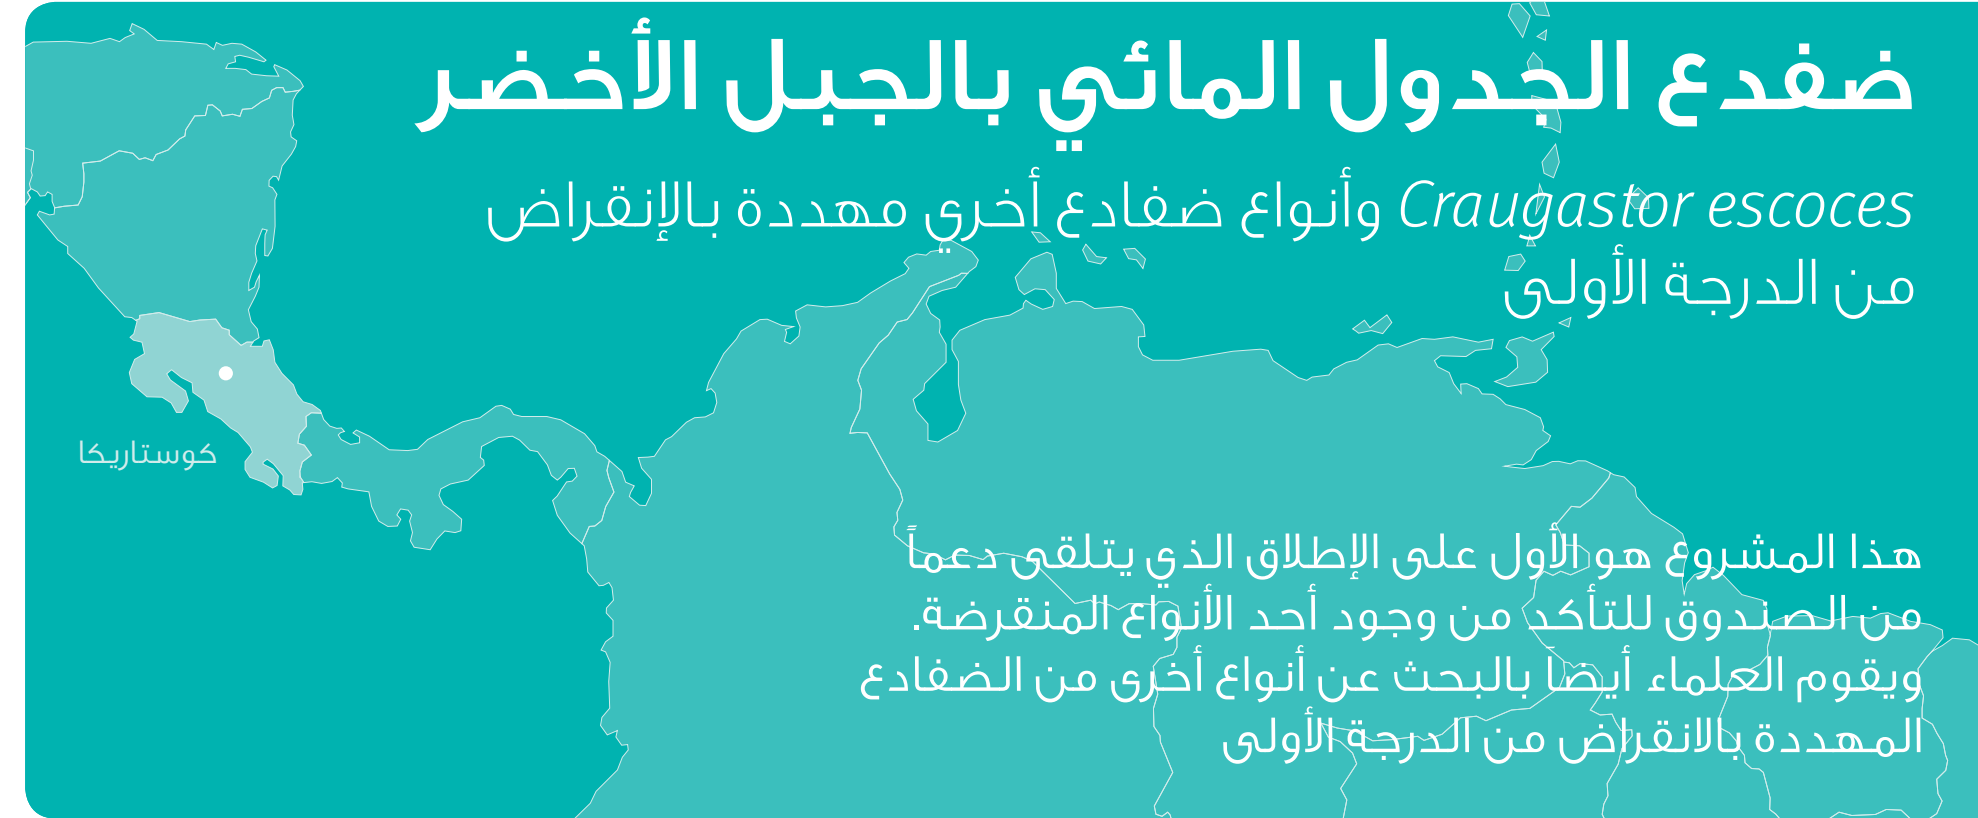 ضفدع الجدول المائي بالجبل الأخضر
Craugastor escoces وأنواع ضفادع أخري مهددة بالإنقراض
من الدرجة الأولى
كوستاريكا
هذا المشروع هو الأول على الإطلاق الذي يتلقى دعماً
من الصندوق للتأكد من وجود أحد الأنواع المنقرضة.
ويقوم العلماء أيضا بالبحث عن أنواع أخرى من الضفادع
المهددة بالانقراض من الدرجة الأولى